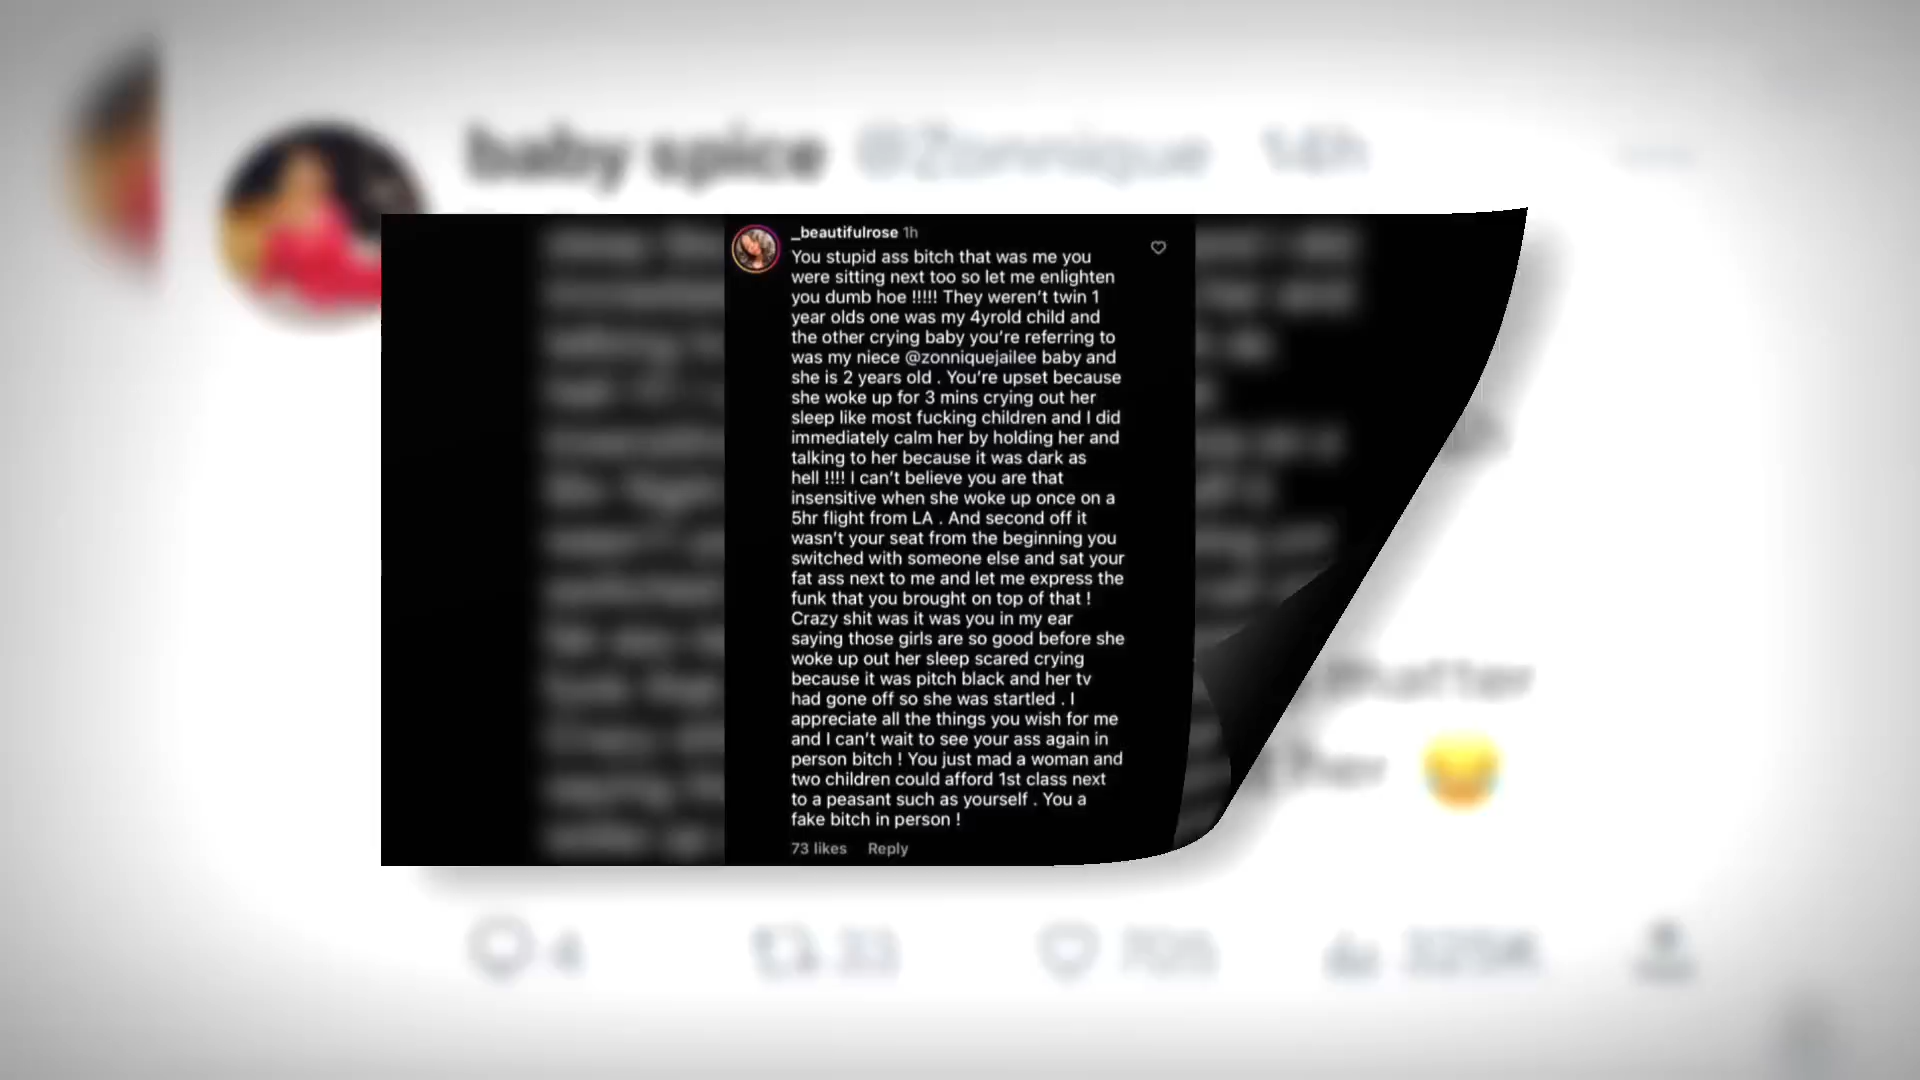 baby spice @Zonnique 14h
_beautifulrose 1h
You stupid ass bitch that was me you
were sitting next too so let me enlighten
you dumb hoe !!!!! They weren't twin 1
year olds one was my 4yrold child and
the other crying baby you're referring to
was my niece @zonniquejailee baby and
she is 2 years old . You're upset because
she woke up for 3 mins crying out her
sleep like most fucking children and I did
immediately calm her by holding her and
talking to her because it was dark as
hell !!!! I can't believe you are that
insensitive when she woke up once on a
5hr flight from LA . And second off it
wasn't your seat from the beginning you
switched with someone else and sat your
fat ass next to me and let me express the
funk that you brought on top of that !
Crazy shit was it was you in my ear
saying those girls are so good before she
woke up out her sleep scared crying
because it was pitch black and her tv
had gone off so she was startled . I
appreciate all the things you wish for me
and I can't wait to see your ass again in
person bitch ! You just mad a woman and
two children could afford 1st class next
to a peasant such as yourself . You a
fake bitch in person !
73 likes Reply